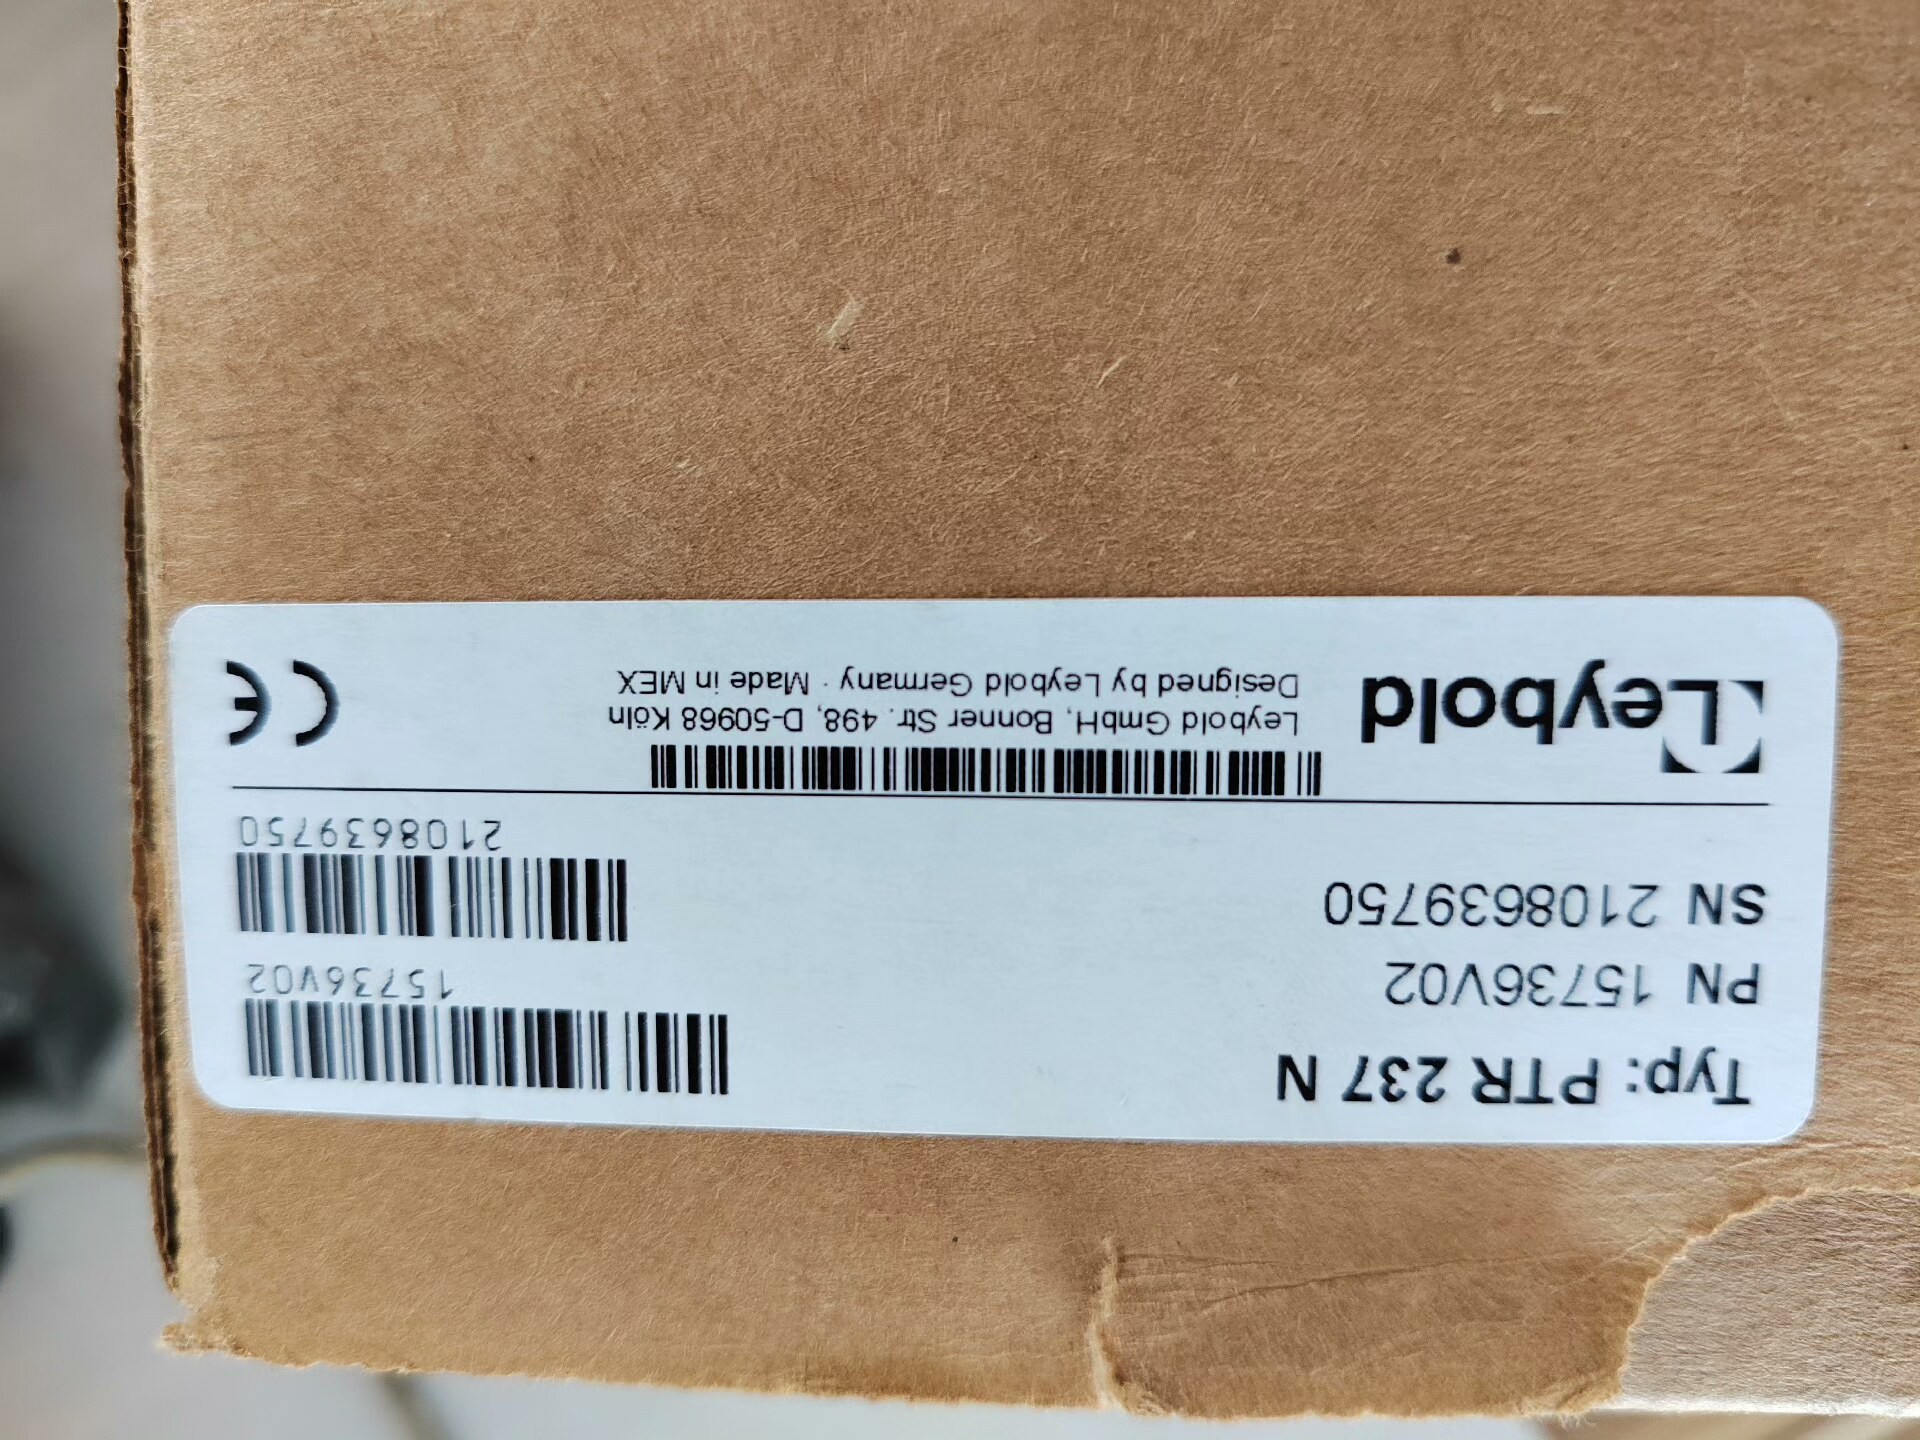 Typ: PTR 237 N
PN 15736V02
15736V02
SN 2108639750
2108639750
Leybold
Leybold GmbH, Bonner Str. 498, D-50968 Köln
Designed by Leybold Germany · Made in MEX
CE